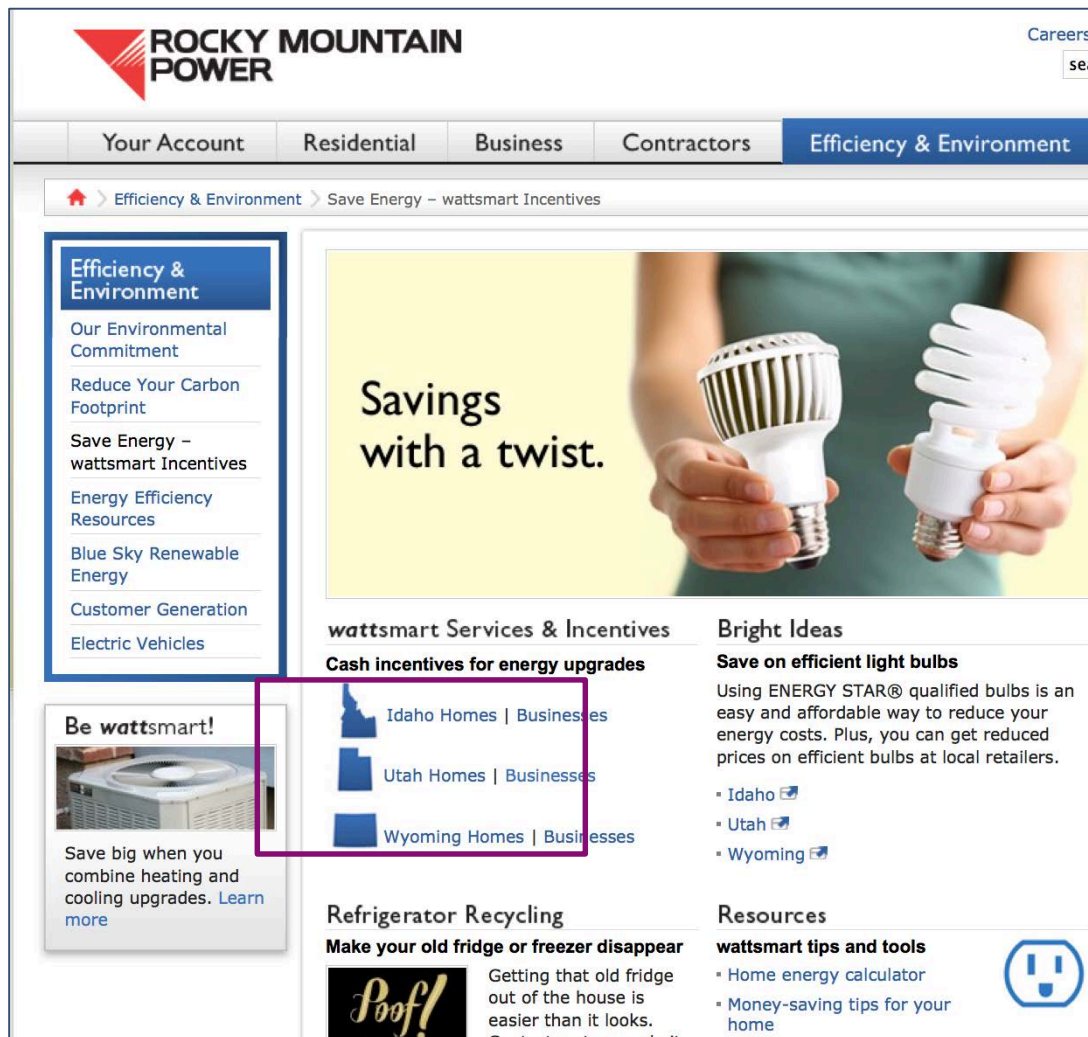 ROCKY MOUNTAIN
POWER
Careers
Your Account
Residential
Business
Contractors
Efficiency & Environment
Efficiency & Environment
Save Energy – wattsmart Incentives
Efficiency &
Environment
Our Environmental
Commitment
Reduce Your Carbon
Footprint
Save Energy –
wattsmart Incentives
Energy Efficiency
Resources
Blue Sky Renewable
Energy
Customer Generation
Electric Vehicles
Be wattsmart!
Save big when you
combine heating and
cooling upgrades. Learn
more
Savings
with a twist.
wattsmart Services & Incentives
Cash incentives for energy upgrades
Idaho Homes | Businesses
Utah Homes | Businesses
Wyoming Homes | Businesses
Bright Ideas
Save on efficient light bulbs
Using ENERGY STAR® qualified bulbs is an
easy and affordable way to reduce your
energy costs. Plus, you can get reduced
prices on efficient bulbs at local retailers.
Idaho
Utah
Wyoming
Refrigerator Recycling
Make your old fridge or freezer disappear
Poof!
Getting that old fridge
out of the house is
easier than it looks.
Resources
wattsmart tips and tools
Home energy calculator
Money-saving tips for your
home